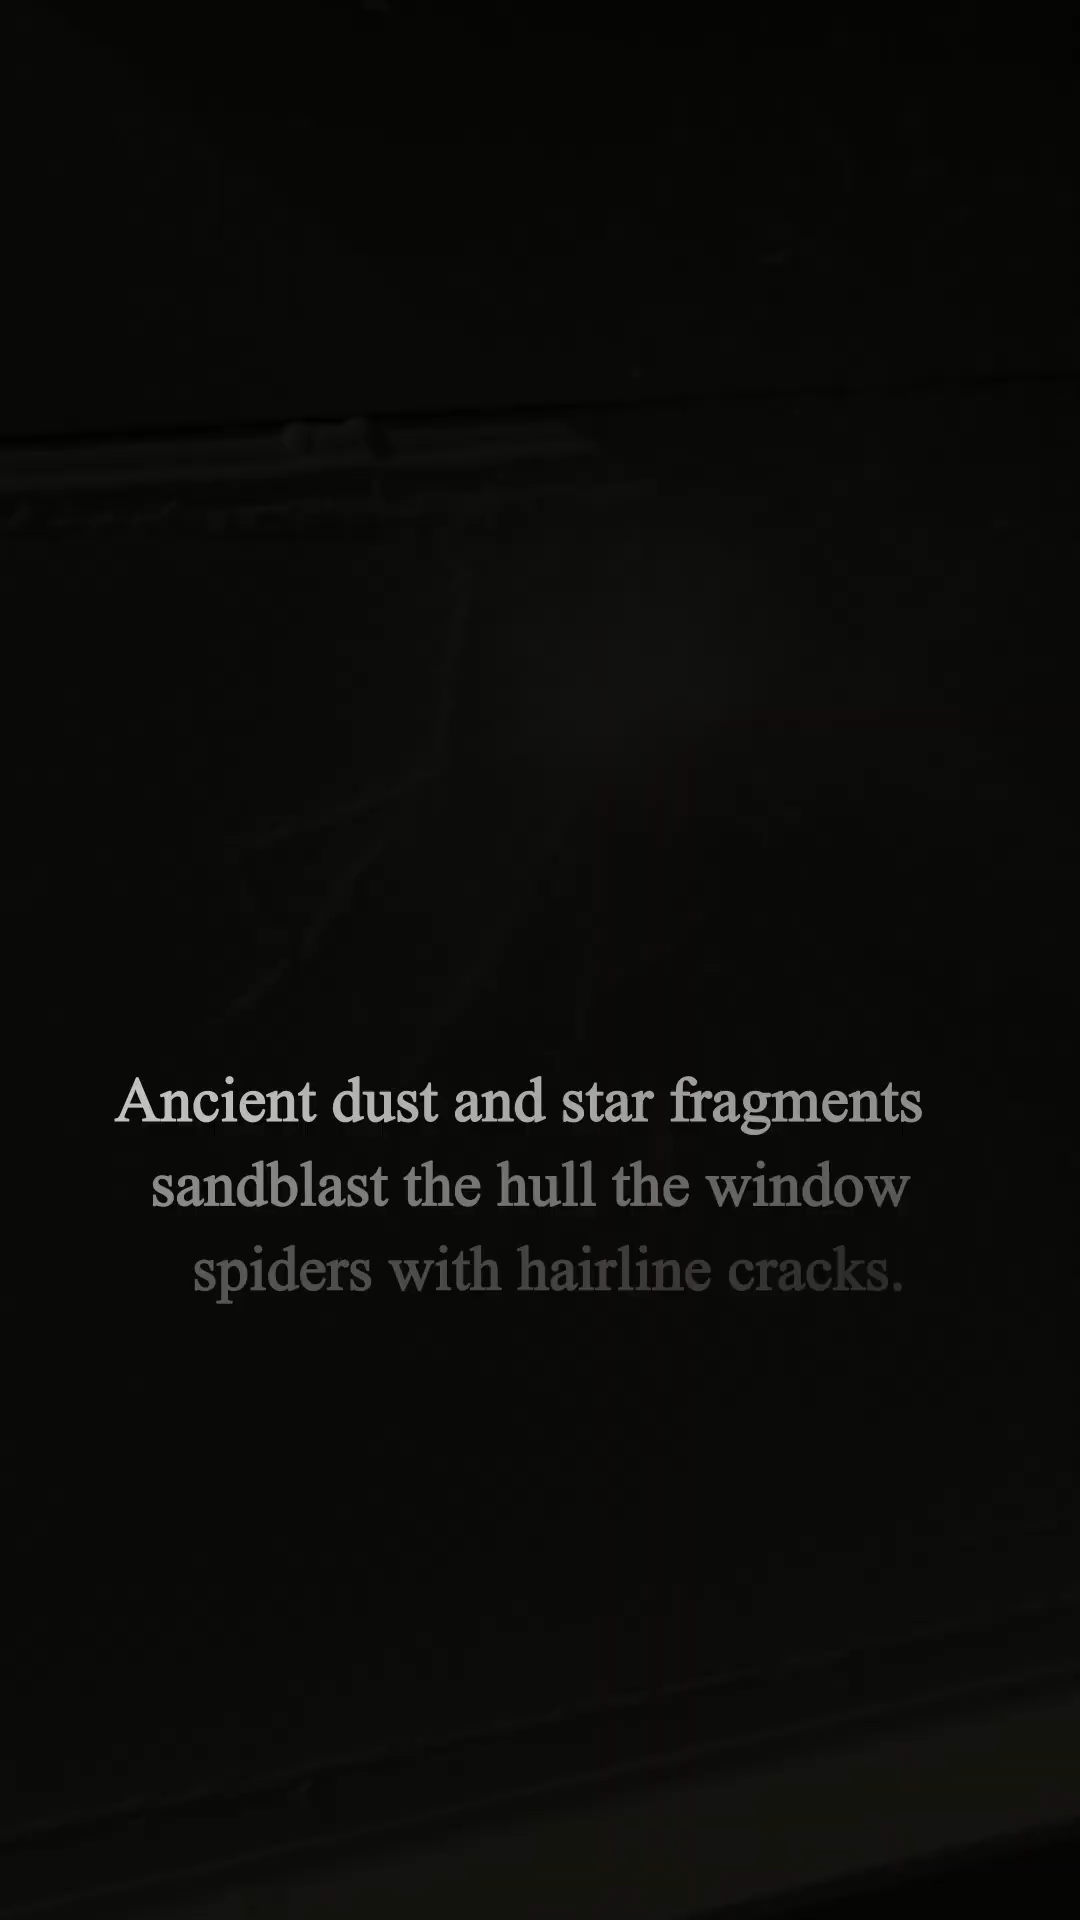 Ancient dust and star fragments
sandblast the hull the window
spiders with hairline cracks.